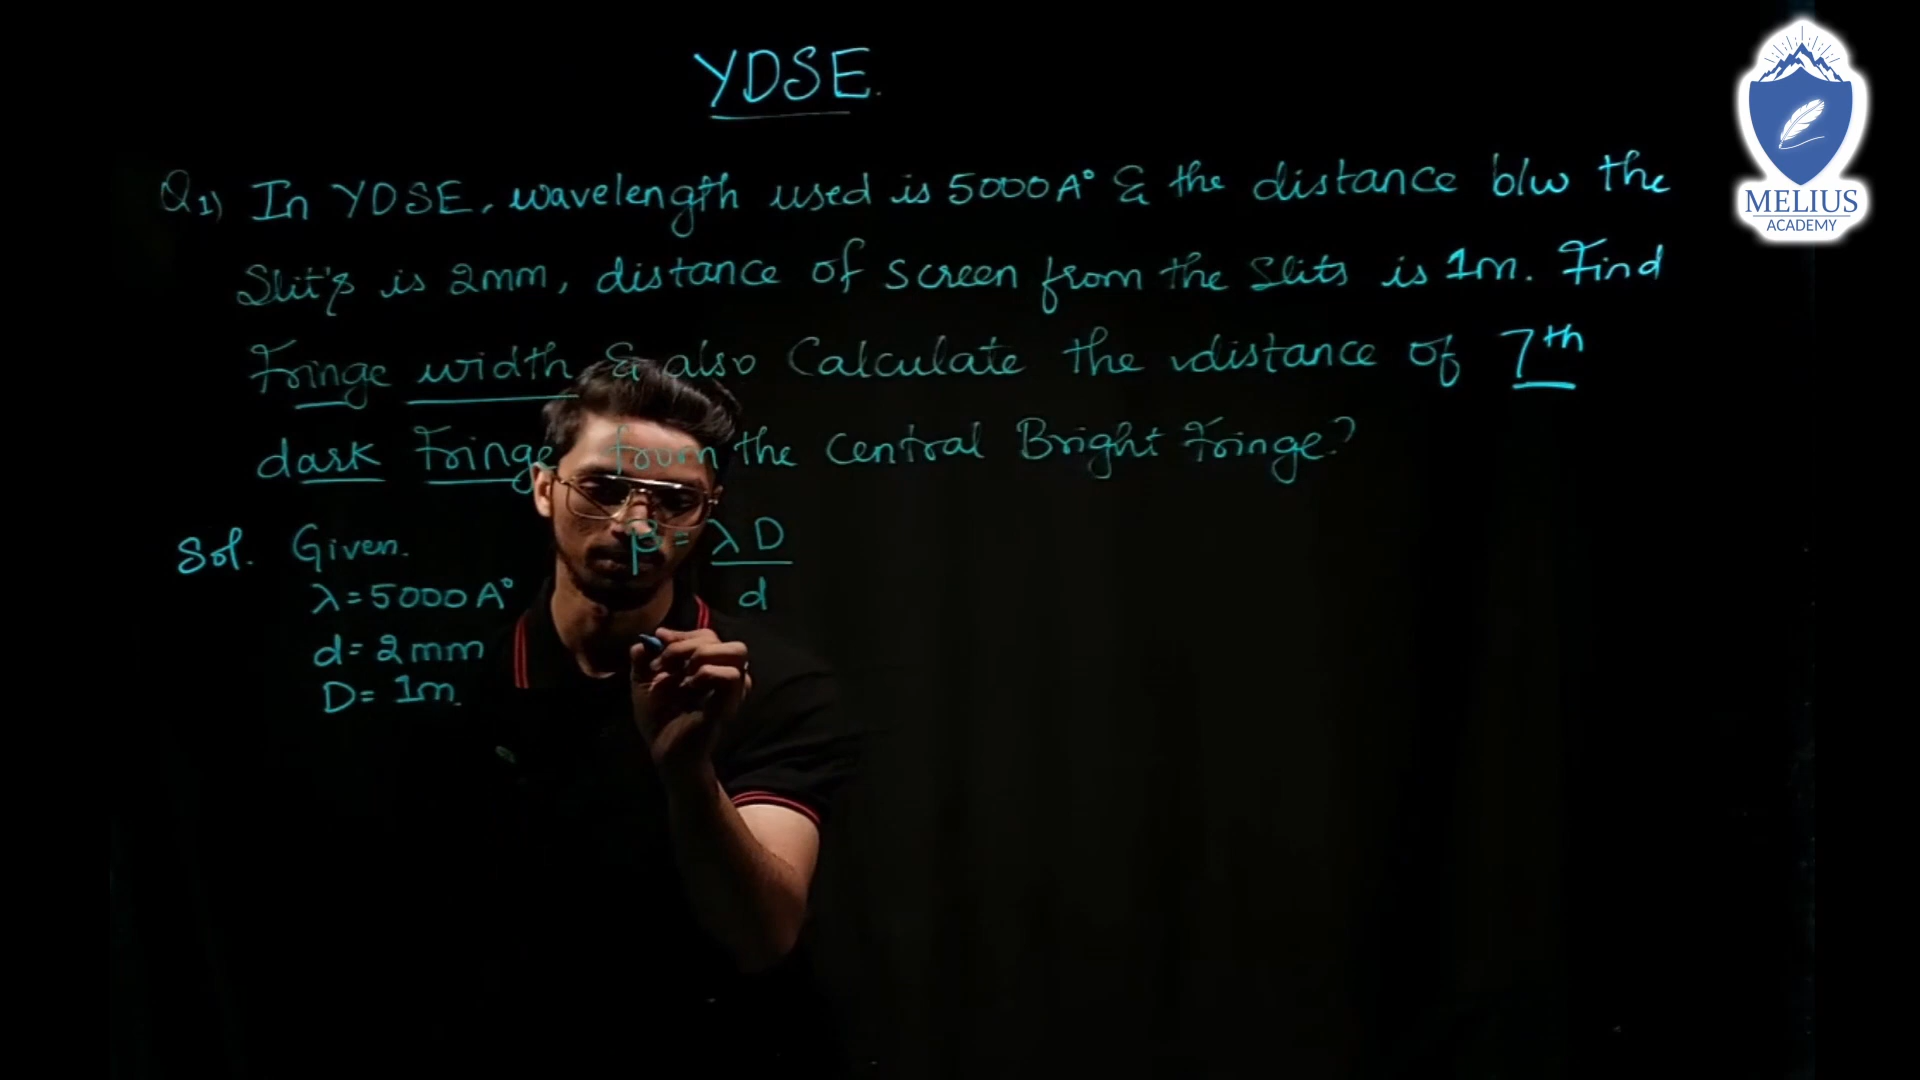 YDSE.
Q1) In YDSE, wavelength used is 5000 A° & the distance b/w the
Slit's is 2mm, distance of screen from the Slits is 1m. Find
Fringe width & also Calculate the distance of 7th
dark Fringe from the central Bright Fringe?
Sol. Given.
λ = 5000 A°
d = 2mm
D = 1m.
β = λD
d
MELIUS
ACADEMY